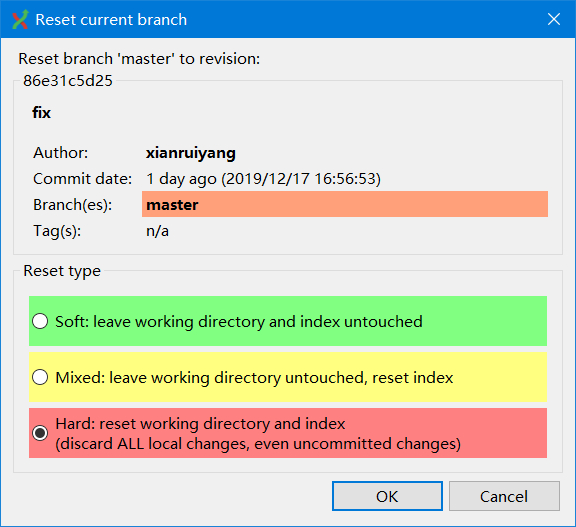 Reset current branch
Reset branch 'master' to revision:
86e31c5d25
fix
Author: xianruiyang
Commit date: 1 day ago (2019/12/17 16:56:53)
Branch(es): master
Tag(s): n/a
Reset type
Soft: leave working directory and index untouched
Mixed: leave working directory untouched, reset index
Hard: reset working directory and index
(discard ALL local changes, even uncommitted changes)
OK Cancel